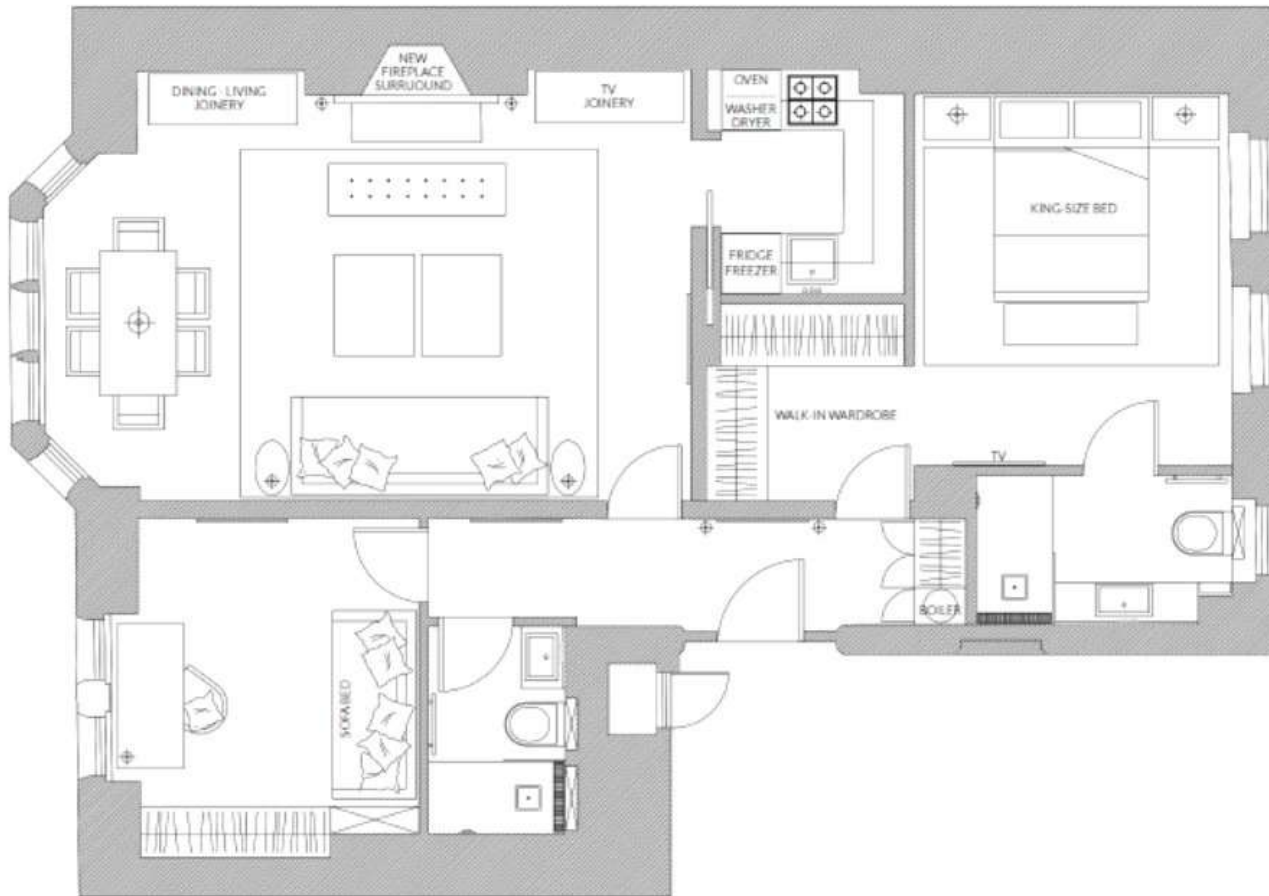 NEW
FIREPLACE
SURRUOUND
DINING - LIVING
JOINERY
TV
JOINERY
OVEN
WASHER
DRYER
KING-SIZE BED
FRIDGE
FREEZER
WALK-IN WARDROBE
TV
BOILER
SOFA BED